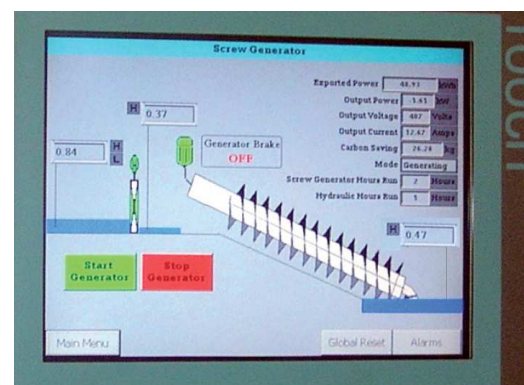 Screw Generator
Exported Power 48.93 kWh
Output Power -3.61 kW
Output Voltage 407 Volts
Output Current 12.67 Amps
Carbon Saving 26.24 kg
Mode Generating
Screw Generator Hours Run 2 Hours
Hydraulic Hours Run 1 Hours
H 0.37
0.84 H
L
Generator Brake
OFF
H 0.47
Start
Generator
Stop
Generator
Main Menu
Global Reset
Alarms
TOUCH